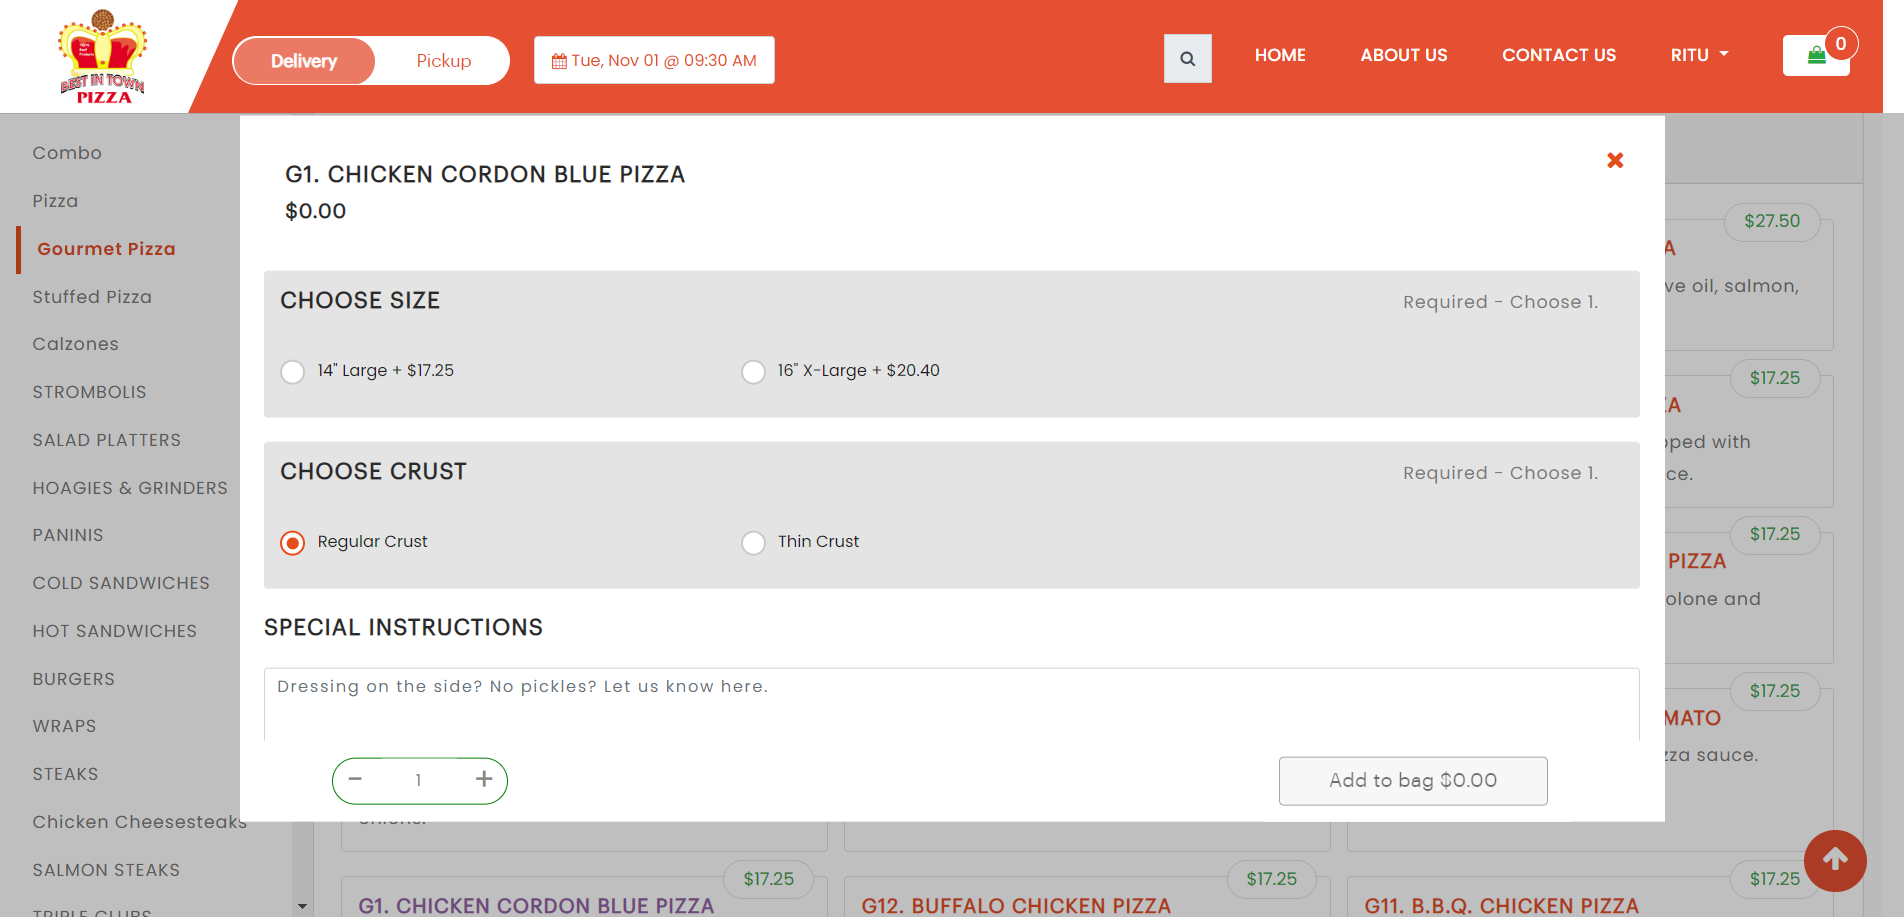 BEST IN TOWN
PIZZA
Delivery
Pickup
Tue, Nov 01 @ 09:30 AM
HOME
ABOUT US
CONTACT US
RITU
0
Combo
Pizza
Gourmet Pizza
Stuffed Pizza
Calzones
STROMBOLIS
SALAD PLATTERS
HOAGIES & GRINDERS
PANINIS
COLD SANDWICHES
HOT SANDWICHES
BURGERS
WRAPS
STEAKS
Chicken Cheesesteaks
SALMON STEAKS
TRIPLE CLUBS
G1. CHICKEN CORDON BLUE PIZZA
$0.00
CHOOSE SIZE
Required - Choose 1.
14" Large + $17.25
16" X-Large + $20.40
CHOOSE CRUST
Required - Choose 1.
Regular Crust
Thin Crust
SPECIAL INSTRUCTIONS
Dressing on the side? No pickles? Let us know here.
− 1 +
Add to bag $0.00
$27.50
A
ve oil, salmon,
$17.25
ZA
pped with
ce.
$17.25
PIZZA
olone and
$17.25
MATO
zza sauce.
onions.
$17.25
G1. CHICKEN CORDON BLUE PIZZA
$17.25
G12. BUFFALO CHICKEN PIZZA
$17.25
G11. B.B.Q. CHICKEN PIZZA